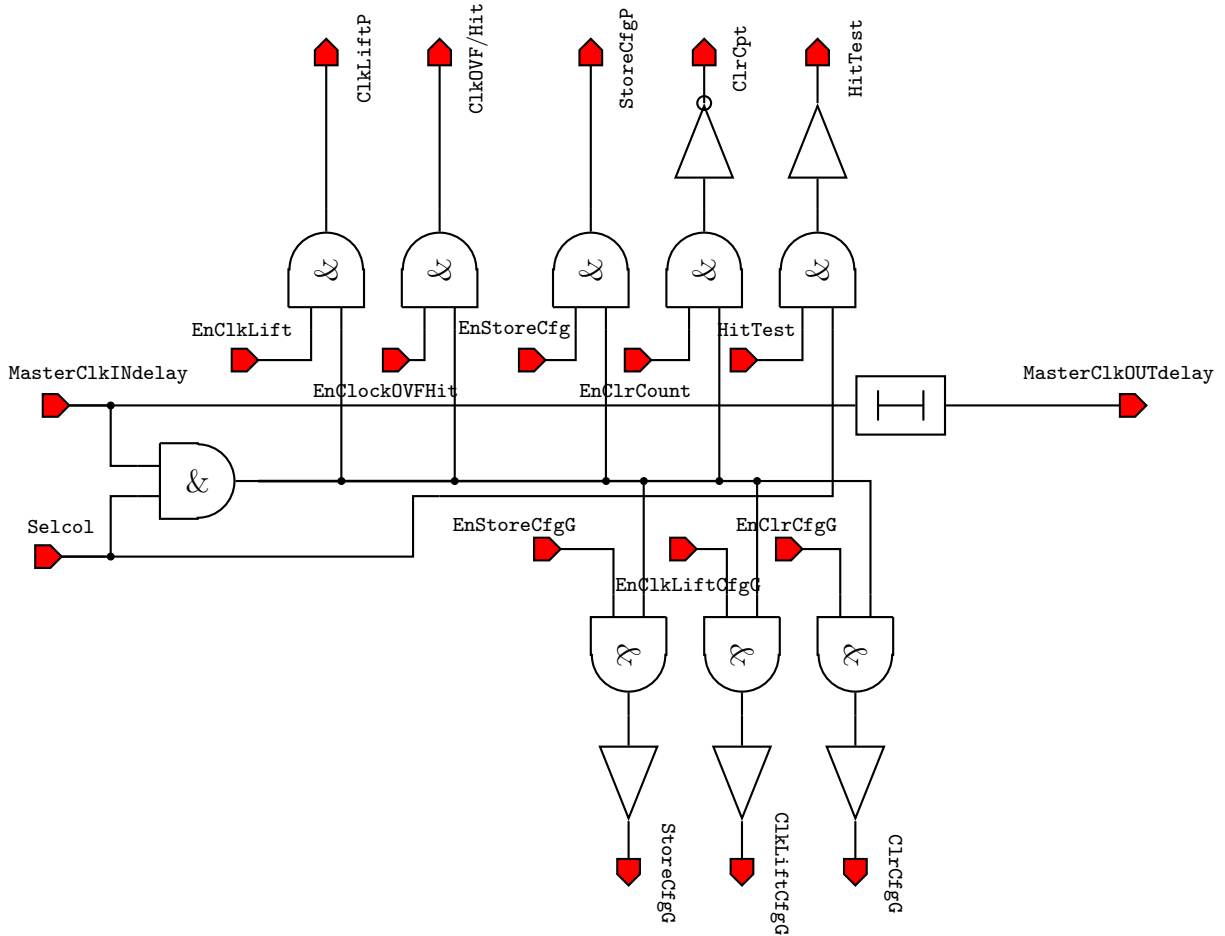 ClkLiftP
ClkOVF/Hit
StoreCfgP
ClrCpt
HitTest
&
&
&
&
&
EnClkLift
EnStoreCfg
HitTest
MasterClkINdelay
EnClockOVFHit
EnClrCount
MasterClkOUTdelay
&
Selcol
EnStoreCfgG
EnClrCfgG
EnClkLiftCfgG
&
&
&
StoreCfgG
ClkLiftCfgG
ClrCfgG